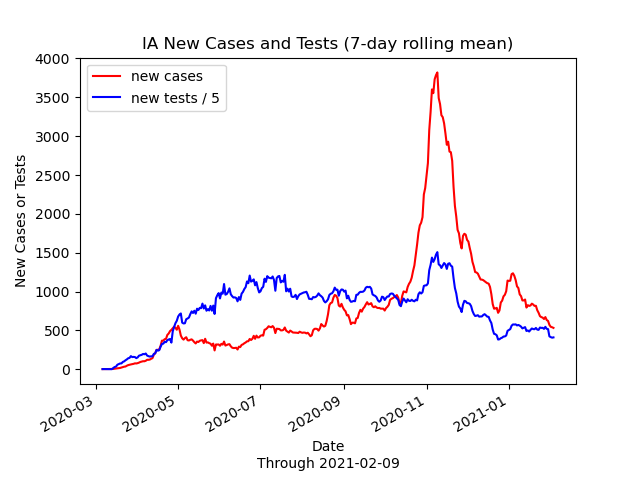 IA New Cases and Tests (7-day rolling mean)
new cases
new tests / 5
New Cases or Tests
4000
3500
3000
2500
2000
1500
1000
500
0
2020-03
2020-05
2020-07
2020-09
2020-11
2021-01
Date
Through 2021-02-09